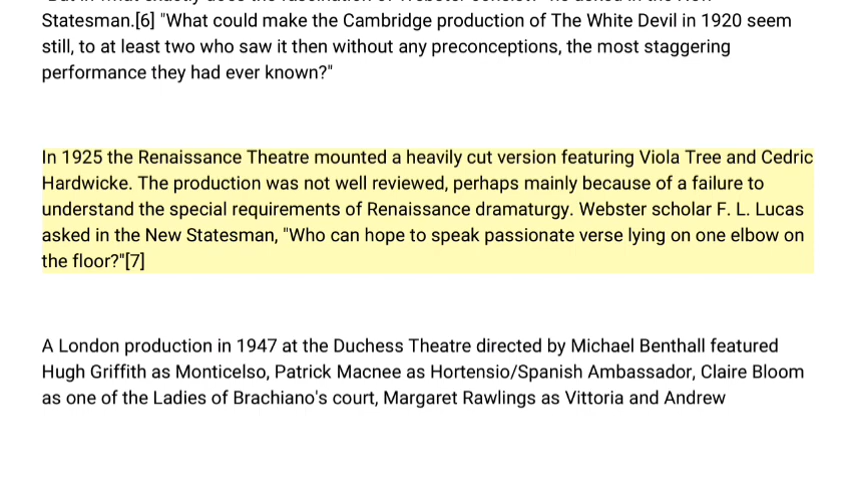 Statesman.[6] "What could make the Cambridge production of The White Devil in 1920 seem
still, to at least two who saw it then without any preconceptions, the most staggering
performance they had ever known?"
In 1925 the Renaissance Theatre mounted a heavily cut version featuring Viola Tree and Cedric
Hardwicke. The production was not well reviewed, perhaps mainly because of a failure to
understand the special requirements of Renaissance dramaturgy. Webster scholar F. L. Lucas
asked in the New Statesman, "Who can hope to speak passionate verse lying on one elbow on
the floor?"[7]
A London production in 1947 at the Duchess Theatre directed by Michael Benthall featured
Hugh Griffith as Monticelso, Patrick Macnee as Hortensio/Spanish Ambassador, Claire Bloom
as one of the Ladies of Brachiano's court, Margaret Rawlings as Vittoria and Andrew